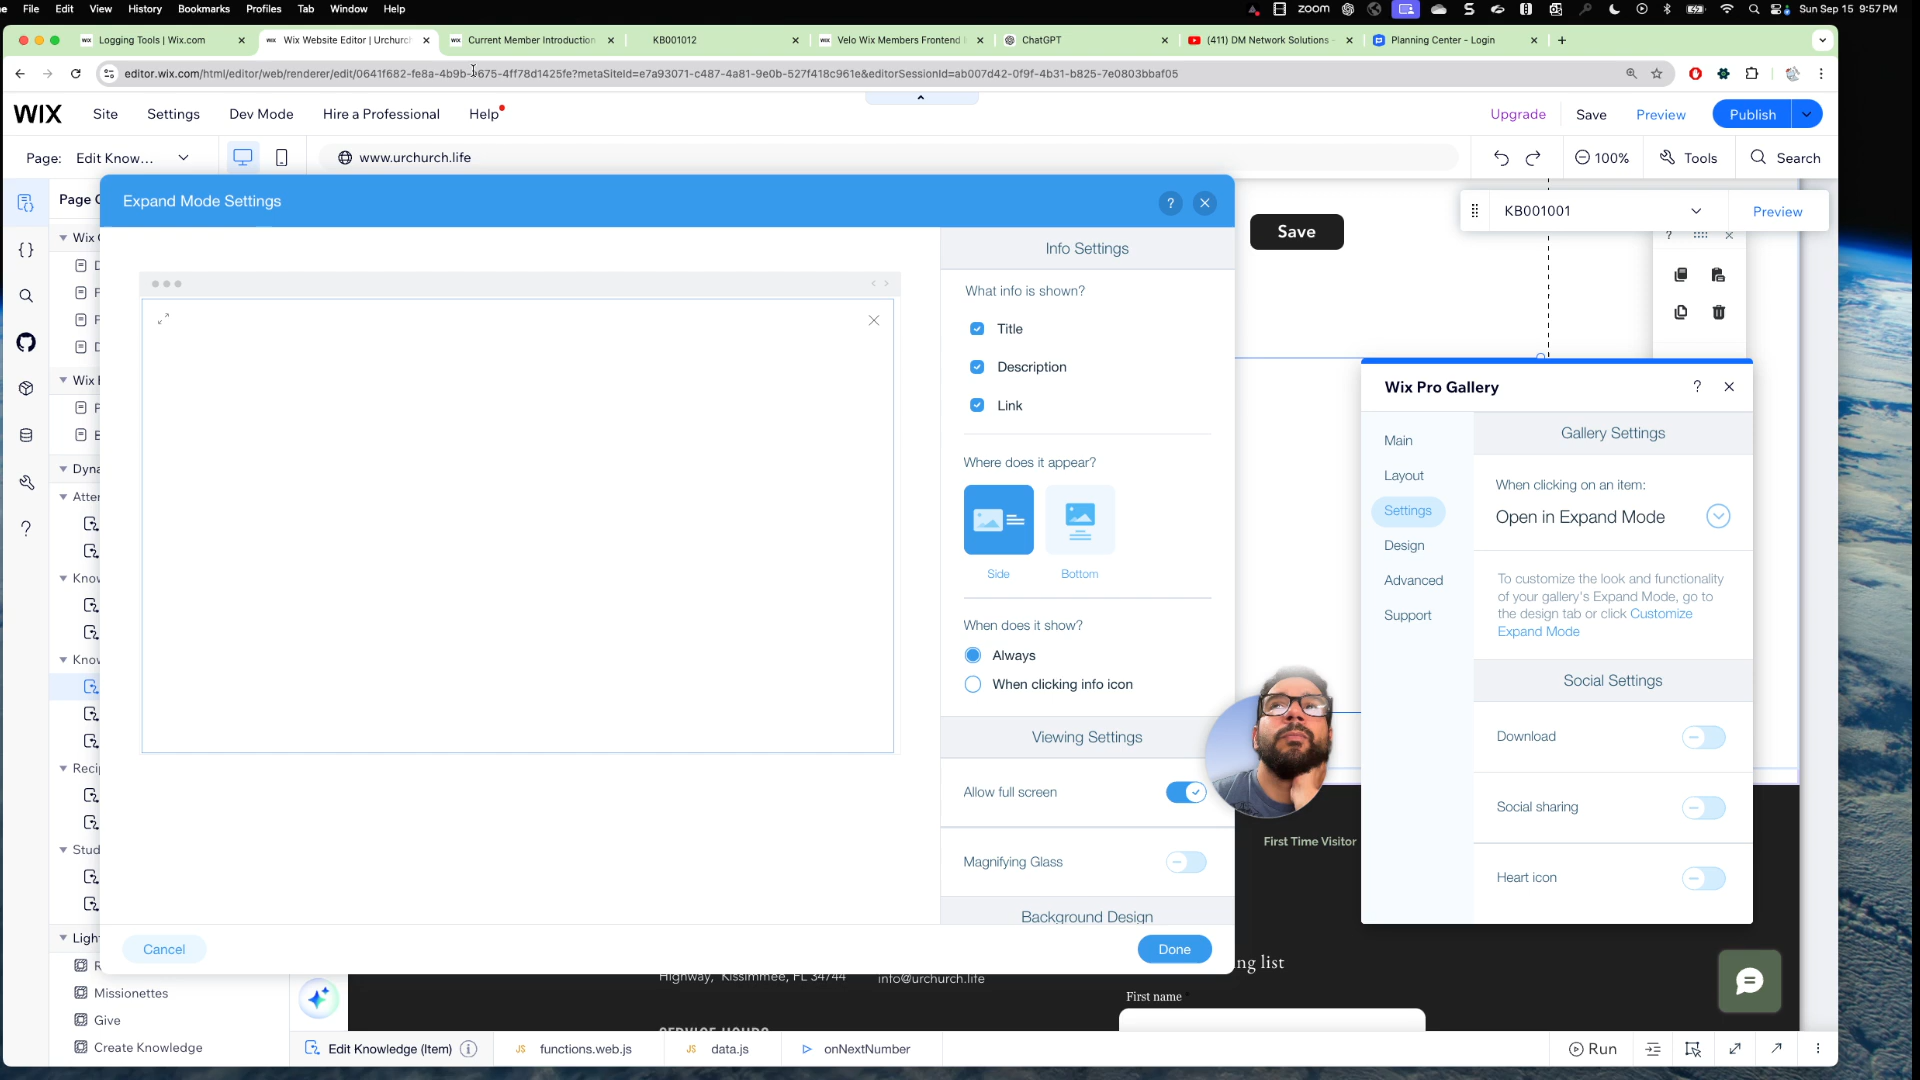 File Edit View History Bookmarks Profiles Tab Window Help
zoom Sun Sep 15 9:57 PM
Logging Tools | Wix.com
Wix Website Editor | Urchurch
Current Member Introduction
KB001012
Velo Wix Members Frontend
ChatGPT
(411) DM Network Solutions -
Planning Center - Login
editor.wix.com/html/editor/web/renderer/edit/0641f682-fe8a-4b9b- 675-4ff78d1425fe?metaSiteId=e7a93071-c487-4a81-9e0b-527f418c961e&editorSessionId=ab007d42-0f9f-4b31-b825-7e0803bbaf05
WIX Site Settings Dev Mode Hire a Professional Help
Upgrade Save Preview Publish
Page: Edit Know...
www.urchurch.life
100% Tools Search
Page
Expand Mode Settings
?
Info Settings
What info is shown?
Title
Description
Link
Where does it appear?
Side Bottom
When does it show?
Always
When clicking info icon
Viewing Settings
Allow full screen
Magnifying Glass
Background Design
Cancel Done
Save
KB001001 Preview
Wix Pro Gallery ?
Main
Layout
Settings
Design
Advanced
Support
Gallery Settings
When clicking on an item:
Open in Expand Mode
To customize the look and functionality
of your gallery's Expand Mode, go to
the design tab or click Customize
Expand Mode
Social Settings
Download
Social sharing
Heart icon
First Time Visitor
Highway, Kissimmee, FL 34744 info@urchurch.life
SERVICE HOURS
ng list
First name
Missionettes
Give
Create Knowledge
Edit Knowledge (Item)
JS functions.web.js
JS data.js
onNextNumber
Run